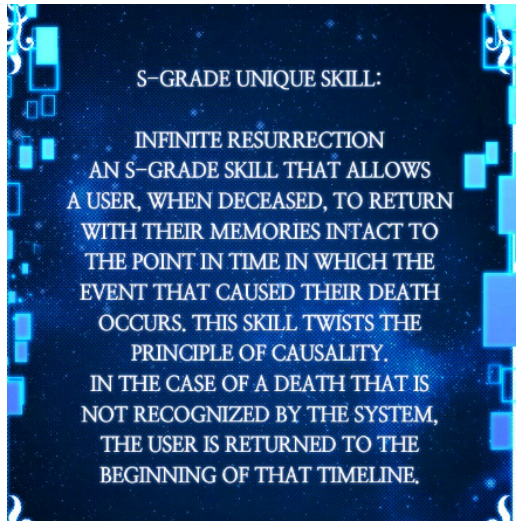 S-GRADE UNIQUE SKILL:
INFINITE RESURRECTION
AN S-GRADE SKILL THAT ALLOWS
A USER, WHEN DECEASED, TO RETURN
WITH THEIR MEMORIES INTACT TO
THE POINT IN TIME IN WHICH THE
EVENT THAT CAUSED THEIR DEATH
OCCURS. THIS SKILL TWISTS THE
PRINCIPLE OF CAUSALITY.
IN THE CASE OF A DEATH THAT IS
NOT RECOGNIZED BY THE SYSTEM,
THE USER IS RETURNED TO THE
BEGINNING OF THAT TIMELINE.